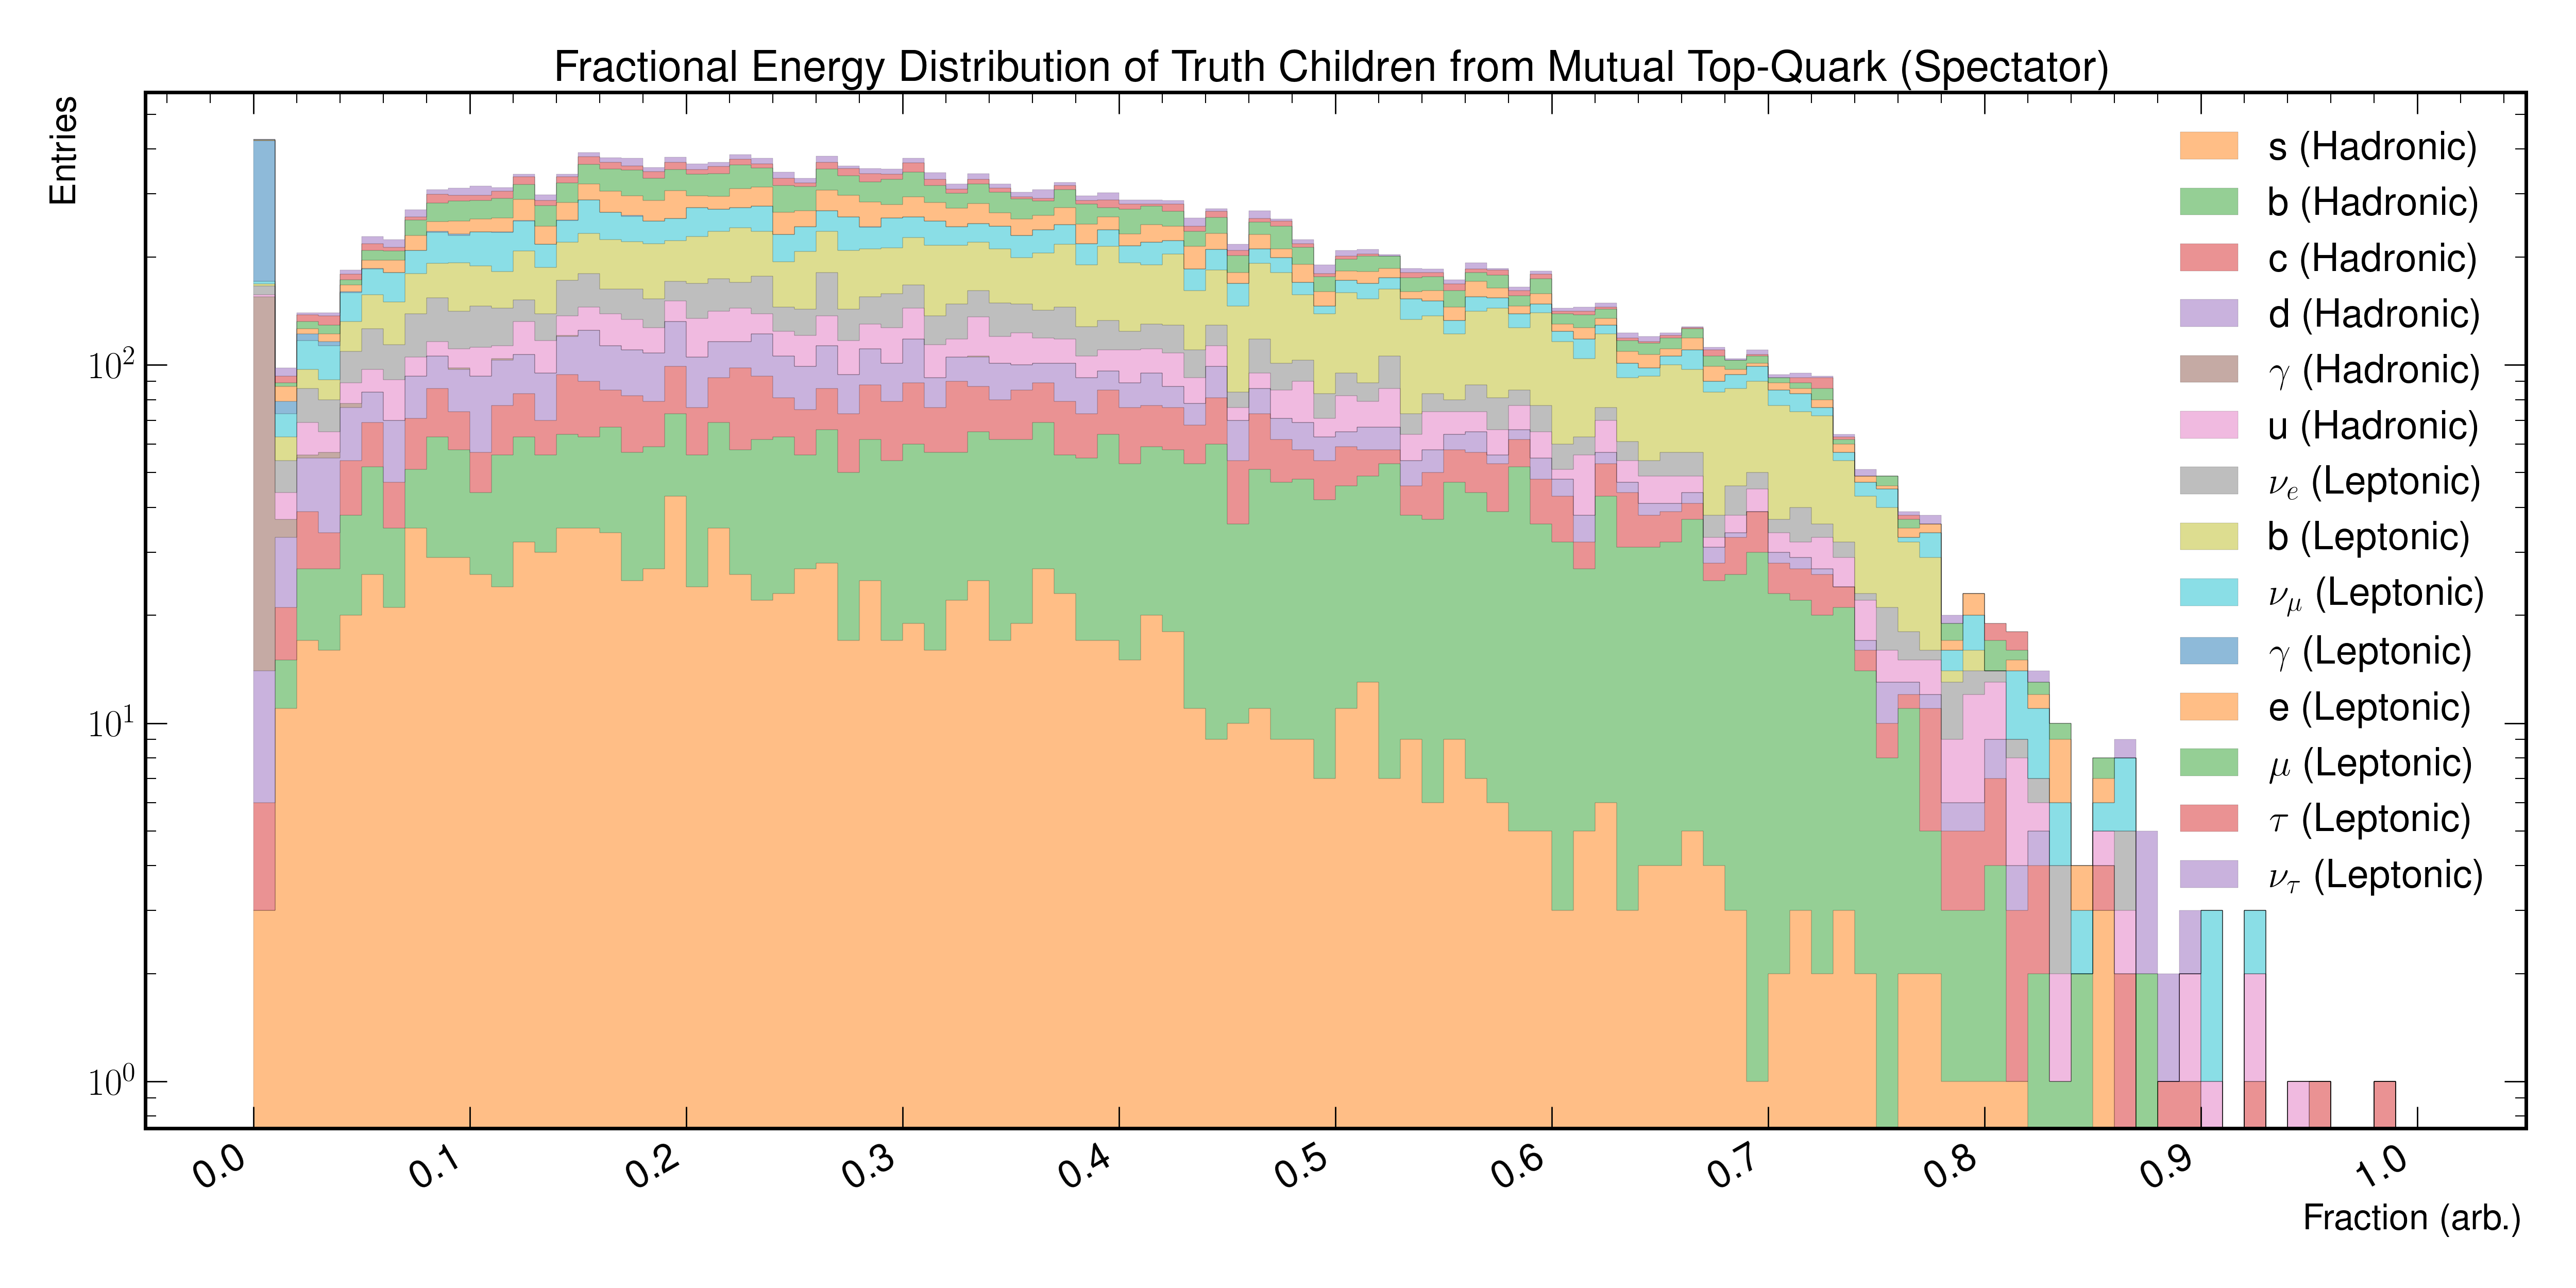 Fractional Energy Distribution of Truth Children from Mutual Top-Quark (Spectator)
Entries
s (Hadronic)
b (Hadronic)
c (Hadronic)
d (Hadronic)
γ (Hadronic)
u (Hadronic)
ν_e (Leptonic)
b (Leptonic)
ν_μ (Leptonic)
γ (Leptonic)
e (Leptonic)
μ (Leptonic)
τ (Leptonic)
ν_τ (Leptonic)
10²
10¹
10⁰
0.0 0.1 0.2 0.3 0.4 0.5 0.6 0.7 0.8 0.9 1.0
Fraction (arb.)